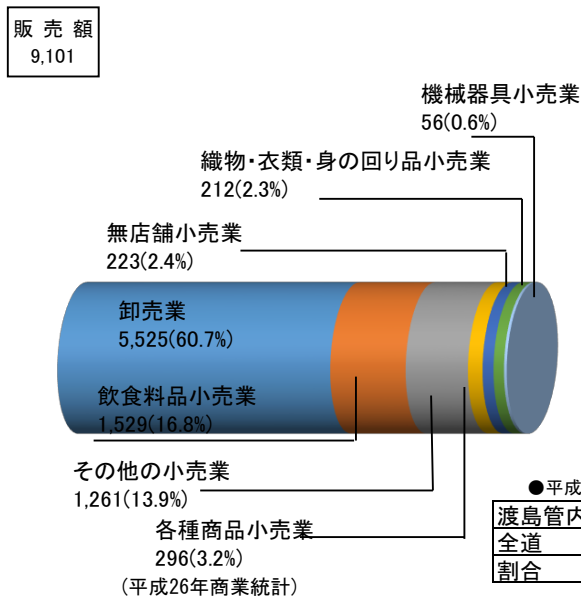 販売額
9,101
機械器具小売業
56(0.6%)
織物・衣類・身の回り品小売業
212(2.3%)
無店舗小売業
223(2.4%)
卸売業
5,525(60.7%)
飲食料品小売業
1,529(16.8%)
その他の小売業
1,261(13.9%)
各種商品小売業
296(3.2%)
(平成26年商業統計)
●平成
渡島管内
全道
割合